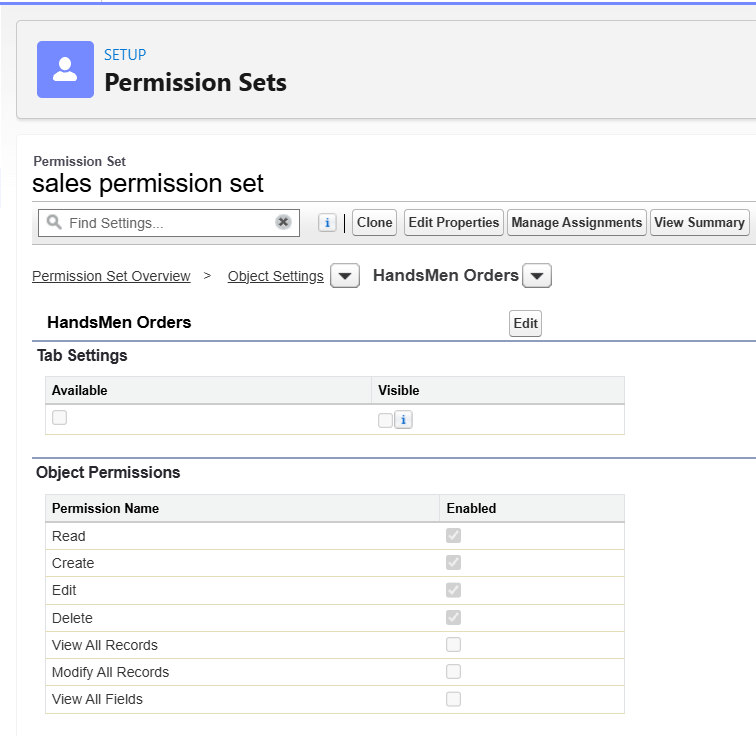 SETUP
Permission Sets
Permission Set
sales permission set
Find Settings... i Clone Edit Properties Manage Assignments View Summary
Permission Set Overview > Object Settings HandsMen Orders
HandsMen Orders Edit
Tab Settings
Available Visible
i
Object Permissions
Permission Name Enabled
Read
Create
Edit
Delete
View All Records
Modify All Records
View All Fields